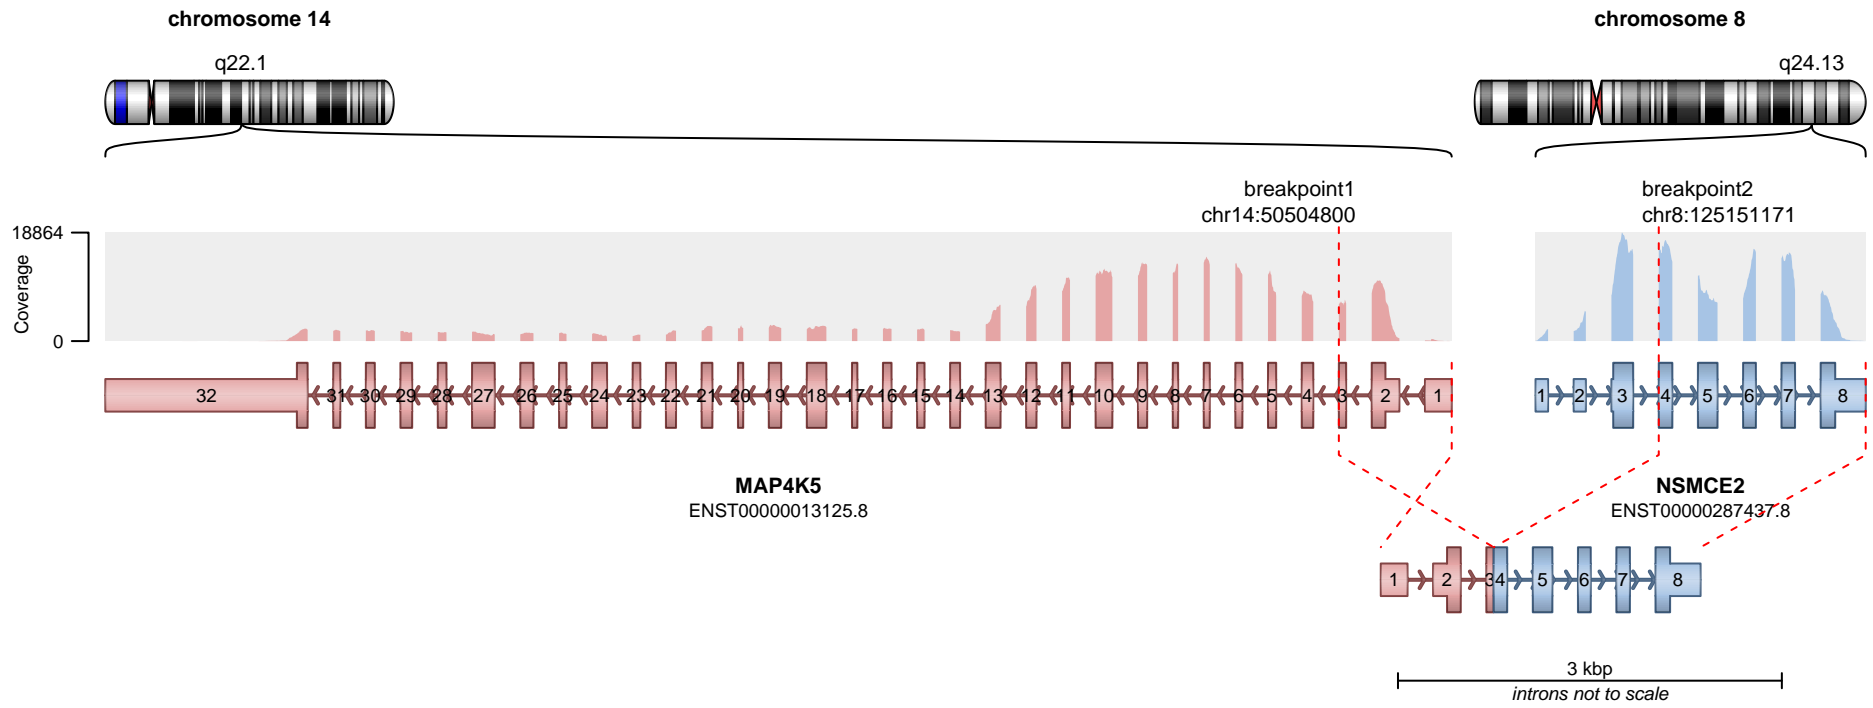 chromosome 14
chromosome 8
q22.1
q24.13
breakpoint1
chr14:50504800
breakpoint2
chr8:125151171
18864
Coverage
0
32 31 30 29 28 27 26 25 24 23 22 21 20 19 18 17 16 15 14 13 12 11 10 9 8 7 6 5 4 3 2 1
1 2 3 4 5 6 7 8
MAP4K5
ENST00000013125.8
NSMCE2
ENST00000287437.8
1 2 3 4 5 6 7 8
3 kbp
introns not to scale